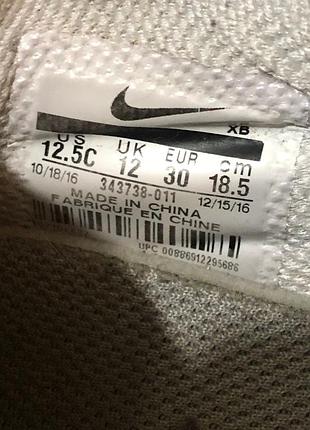 XB
US UK EUR cm
12.5C 12 30 18.5
10/18/16 343738-011 12/15/16
MADE IN CHINA
FABRIQUE EN CHINE
UPC 00886912295686